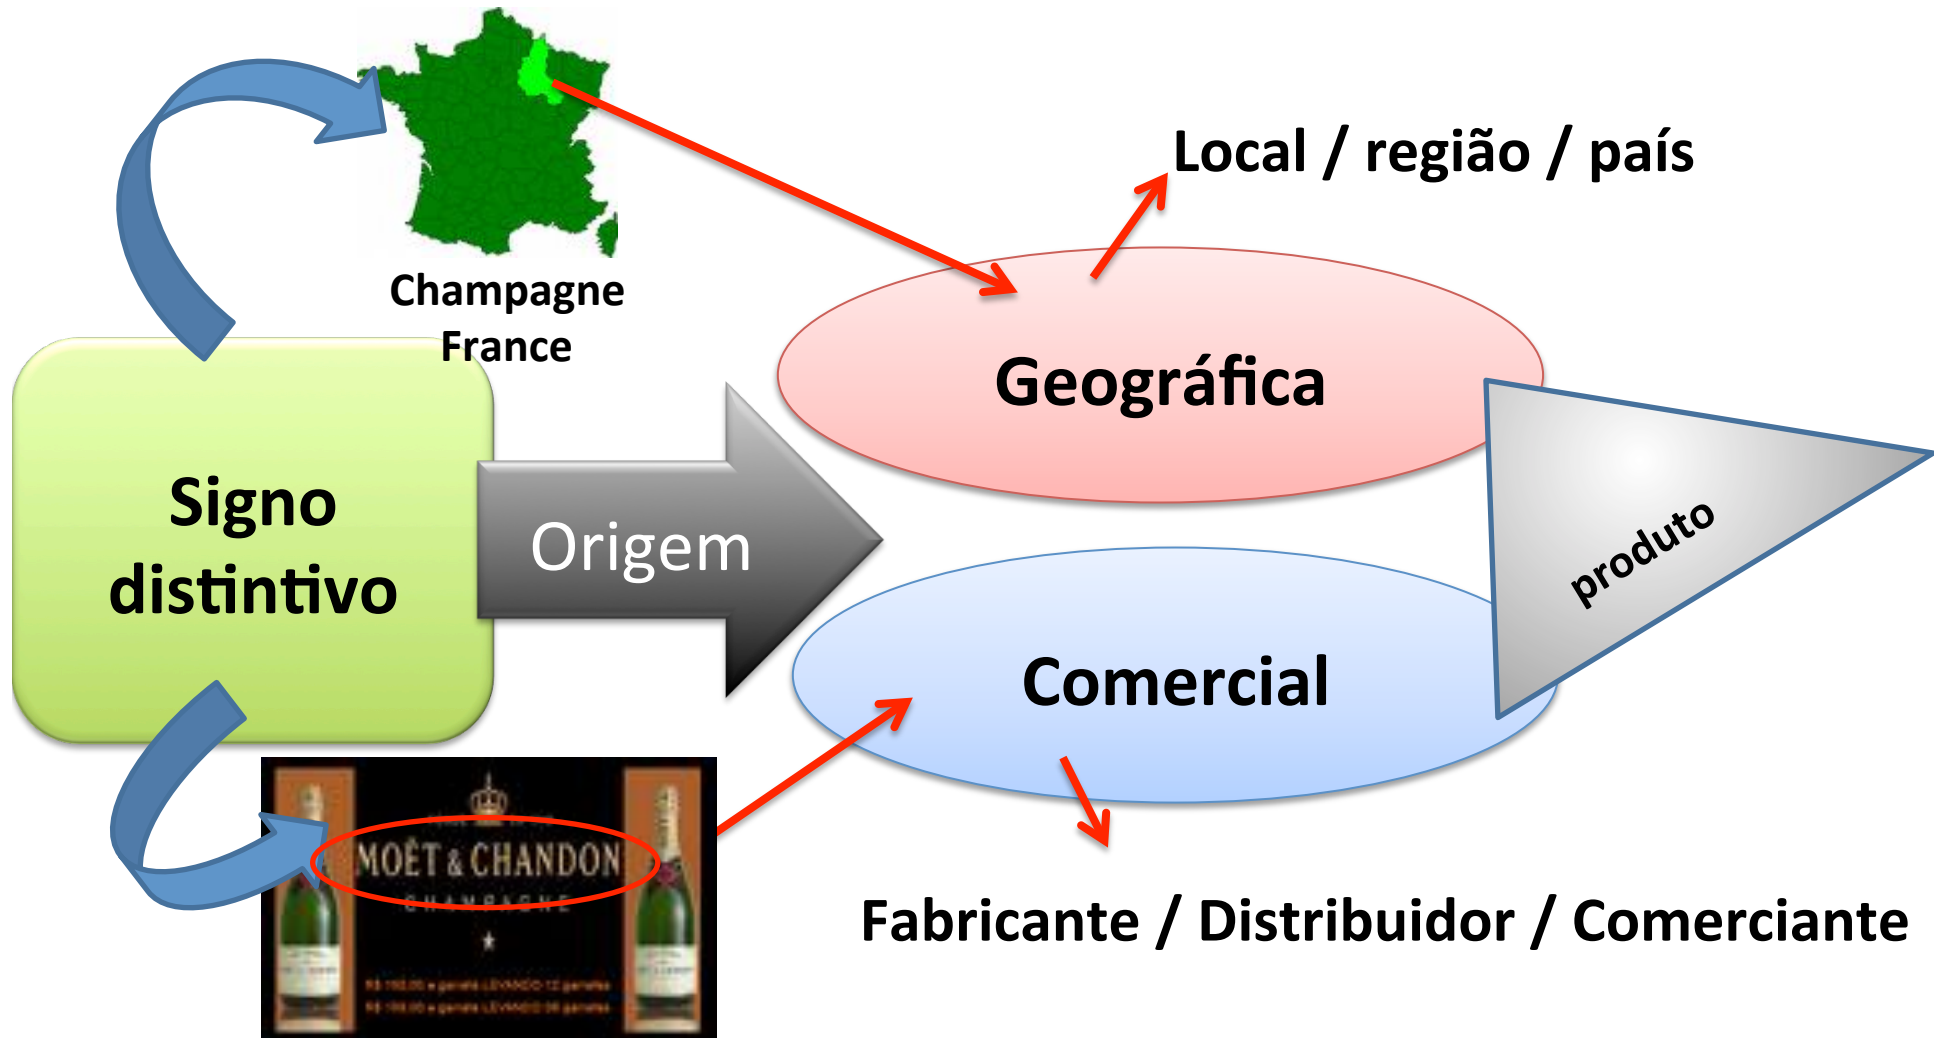 Local / região / país
Champagne
France
Geográfica
Signo
distintivo
Origem
produto
Comercial
MOËT & CHANDON
CHAMPAGNE
Fabricante / Distribuidor / Comerciante